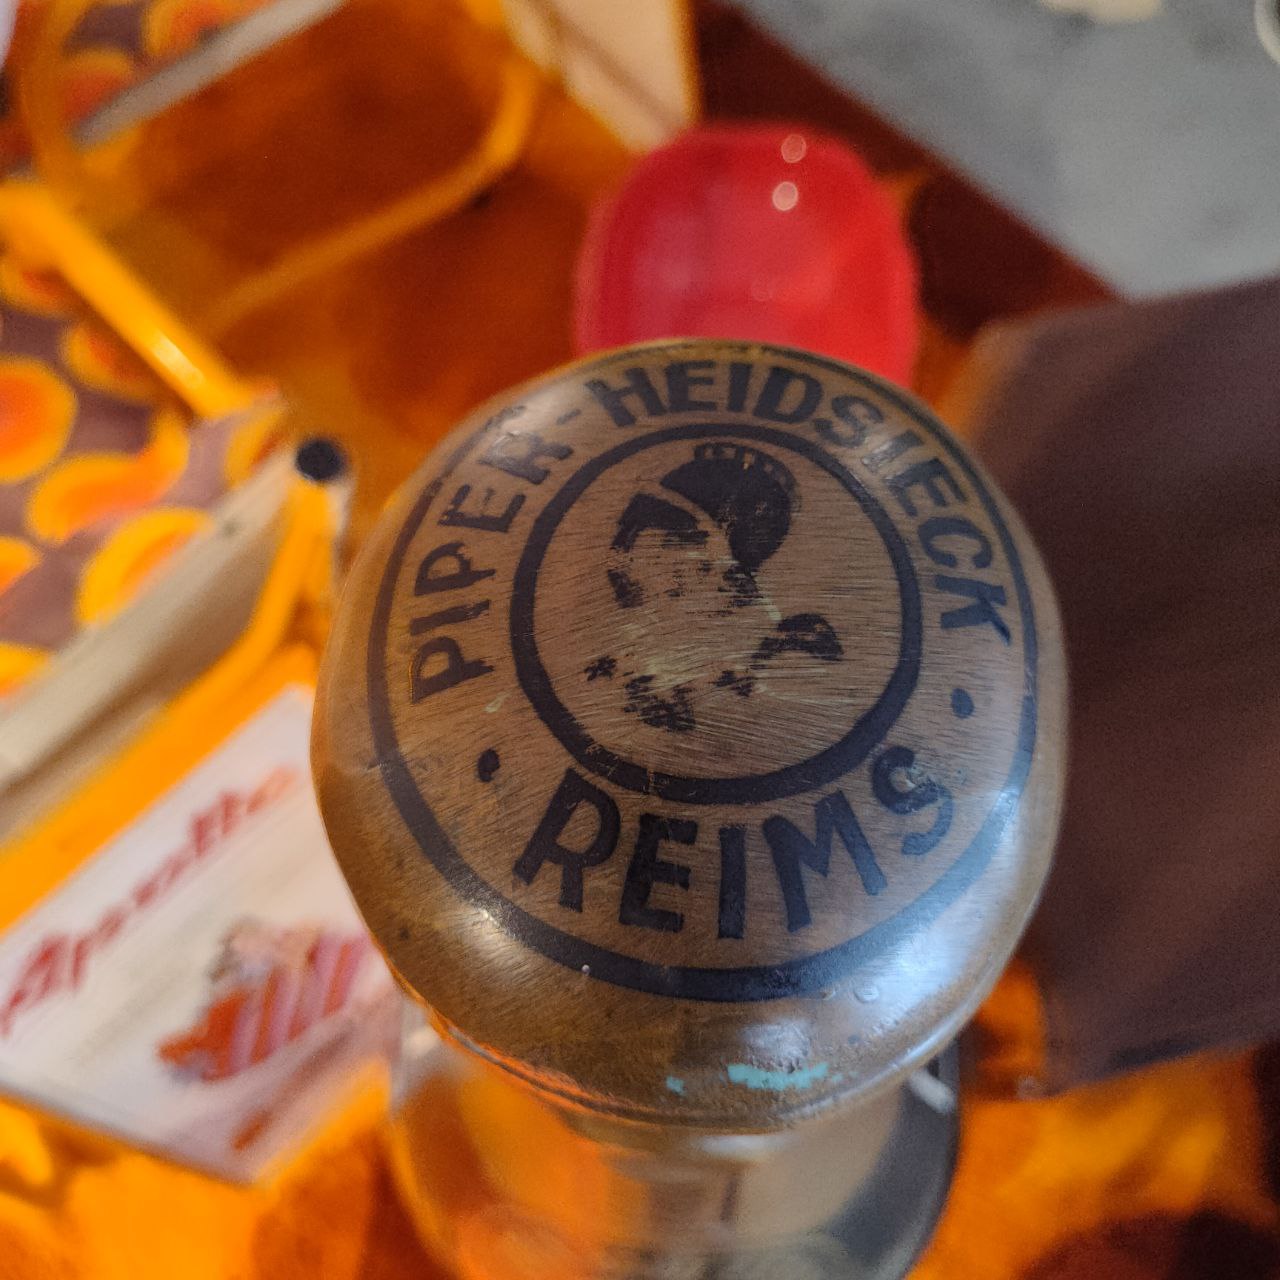 PIPER-HEIDSIECK
• REIMS •